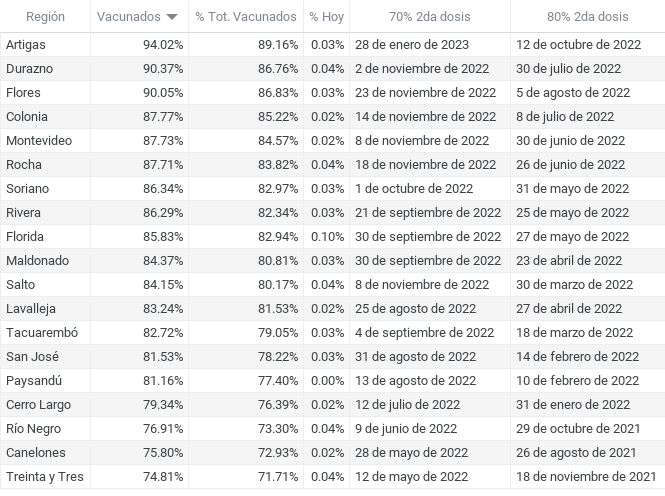 Región Vacunados % Tot. Vacunados % Hoy 70% 2da dosis 80% 2da dosis
Artigas 94.02% 89.16% 0.03% 28 de enero de 2023 12 de octubre de 2022
Durazno 90.37% 86.76% 0.04% 2 de noviembre de 2022 30 de julio de 2022
Flores 90.05% 86.83% 0.03% 23 de noviembre de 2022 5 de agosto de 2022
Colonia 87.77% 85.22% 0.02% 14 de noviembre de 2022 8 de julio de 2022
Montevideo 87.73% 84.57% 0.02% 8 de noviembre de 2022 30 de junio de 2022
Rocha 87.71% 83.82% 0.04% 18 de noviembre de 2022 26 de junio de 2022
Soriano 86.34% 82.97% 0.03% 1 de octubre de 2022 31 de mayo de 2022
Rivera 86.29% 82.34% 0.03% 21 de septiembre de 2022 25 de mayo de 2022
Florida 85.83% 82.94% 0.10% 30 de septiembre de 2022 27 de mayo de 2022
Maldonado 84.37% 80.81% 0.03% 30 de septiembre de 2022 23 de abril de 2022
Salto 84.15% 80.17% 0.04% 8 de noviembre de 2022 30 de marzo de 2022
Lavalleja 83.24% 81.53% 0.02% 25 de agosto de 2022 27 de abril de 2022
Tacuarembó 82.72% 79.05% 0.03% 4 de septiembre de 2022 18 de marzo de 2022
San José 81.53% 78.22% 0.03% 31 de agosto de 2022 14 de febrero de 2022
Paysandú 81.16% 77.40% 0.00% 13 de agosto de 2022 10 de febrero de 2022
Cerro Largo 79.34% 76.39% 0.02% 12 de julio de 2022 31 de enero de 2022
Río Negro 76.91% 73.30% 0.04% 9 de junio de 2022 29 de octubre de 2021
Canelones 75.80% 72.93% 0.02% 28 de mayo de 2022 26 de agosto de 2021
Treinta y Tres 74.81% 71.71% 0.04% 12 de mayo de 2022 18 de noviembre de 2021